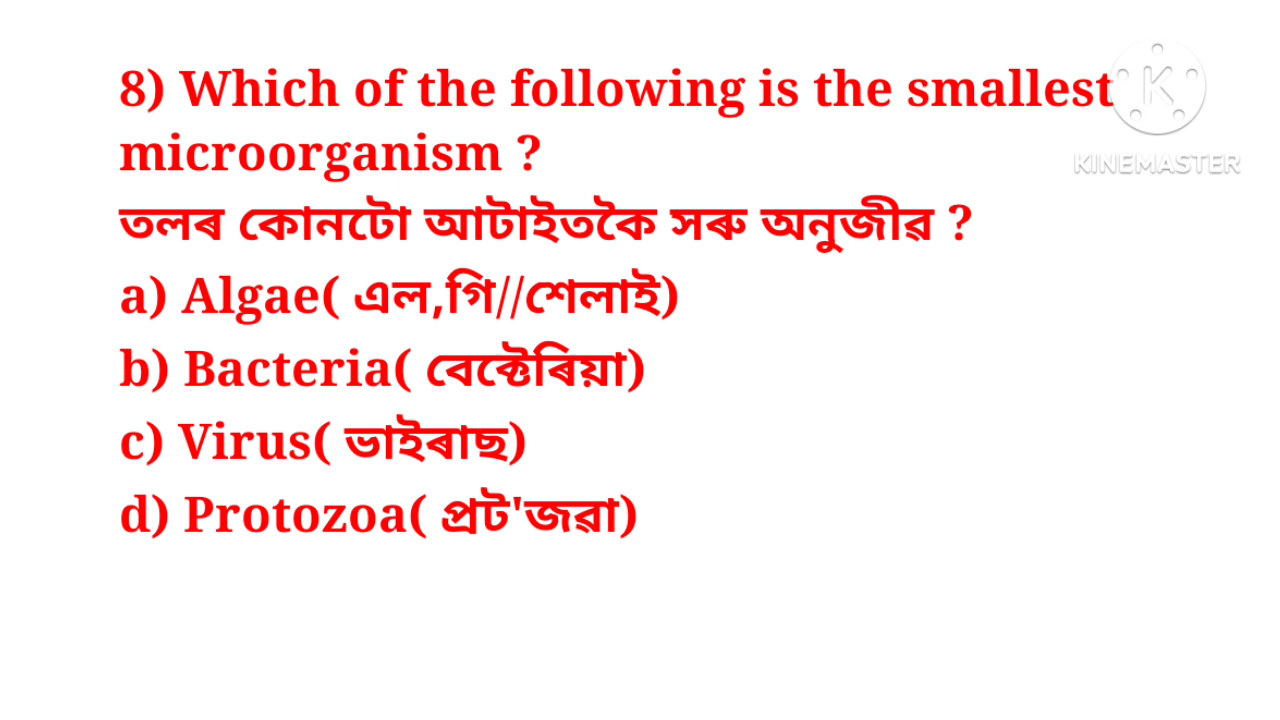 8) Which of the following is the smallest
microorganism ?
তলৰ কোনটো আটাইতকৈ সৰু অনুজীৱ ?
a) Algae( এল,গি//শেলাই)
b) Bacteria( বেক্টেৰিয়া)
c) Virus( ভাইৰাছ)
d) Protozoa( প্ৰট'জৱা)
K
KINEMASTER